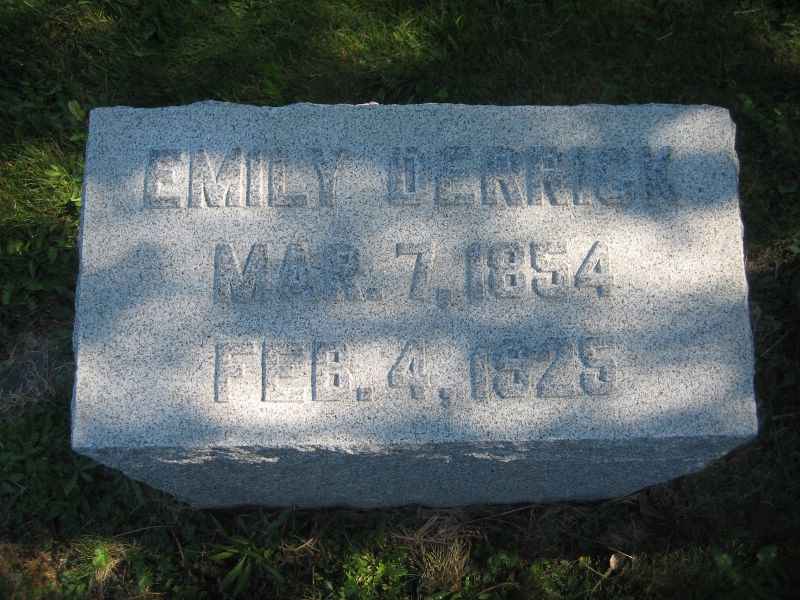 EMILY DERRICK
MAR. 7, 1854
FEB. 4, 1925